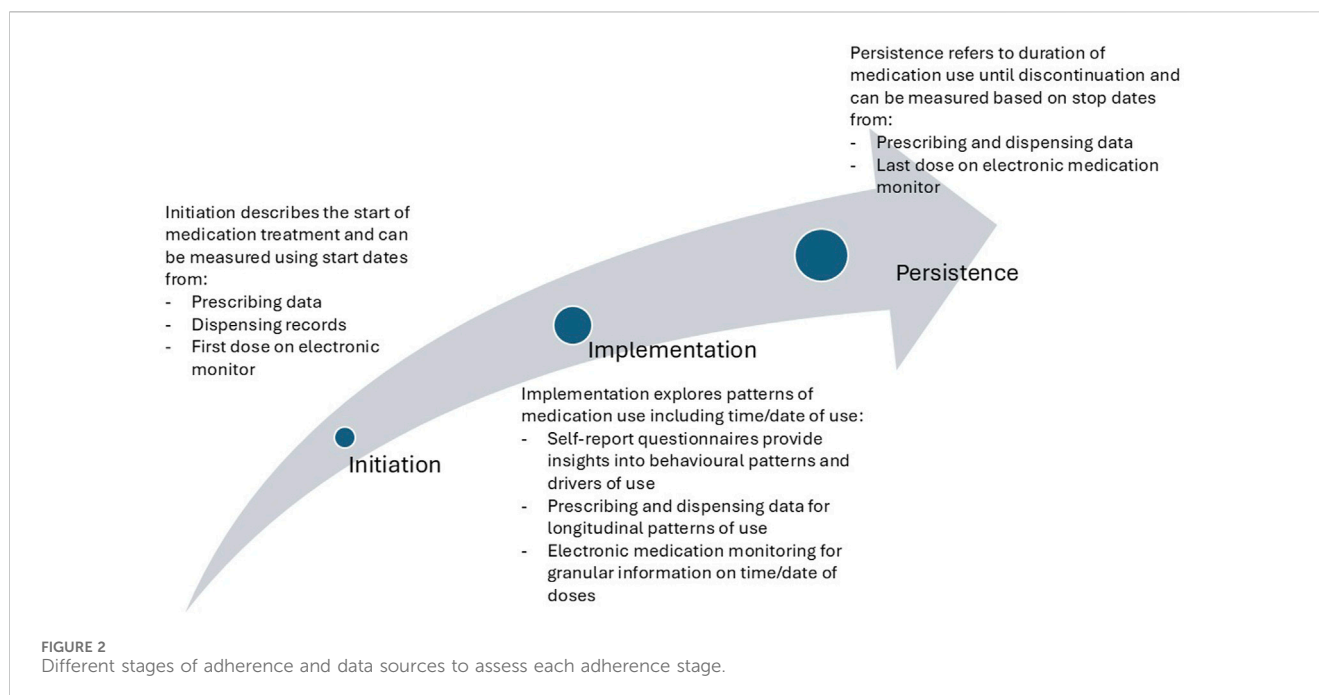 Persistence refers to duration of
medication use until discontinuation and
can be measured based on stop dates
from:
- Prescribing and dispensing data
- Last dose on electronic medication
monitor
Initiation describes the start of
medication treatment and can
be measured using start dates
from:
- Prescribing data
- Dispensing records
- First dose on electronic
monitor
Persistence
Implementation
Implementation explores patterns of
medication use including time/date of use:
- Self-report questionnaires provide
insights into behavioural patterns and
drivers of use
- Prescribing and dispensing data for
longitudinal patterns of use
- Electronic medication monitoring for
granular information on time/date of
doses
Initiation
FIGURE 2
Different stages of adherence and data sources to assess each adherence stage.